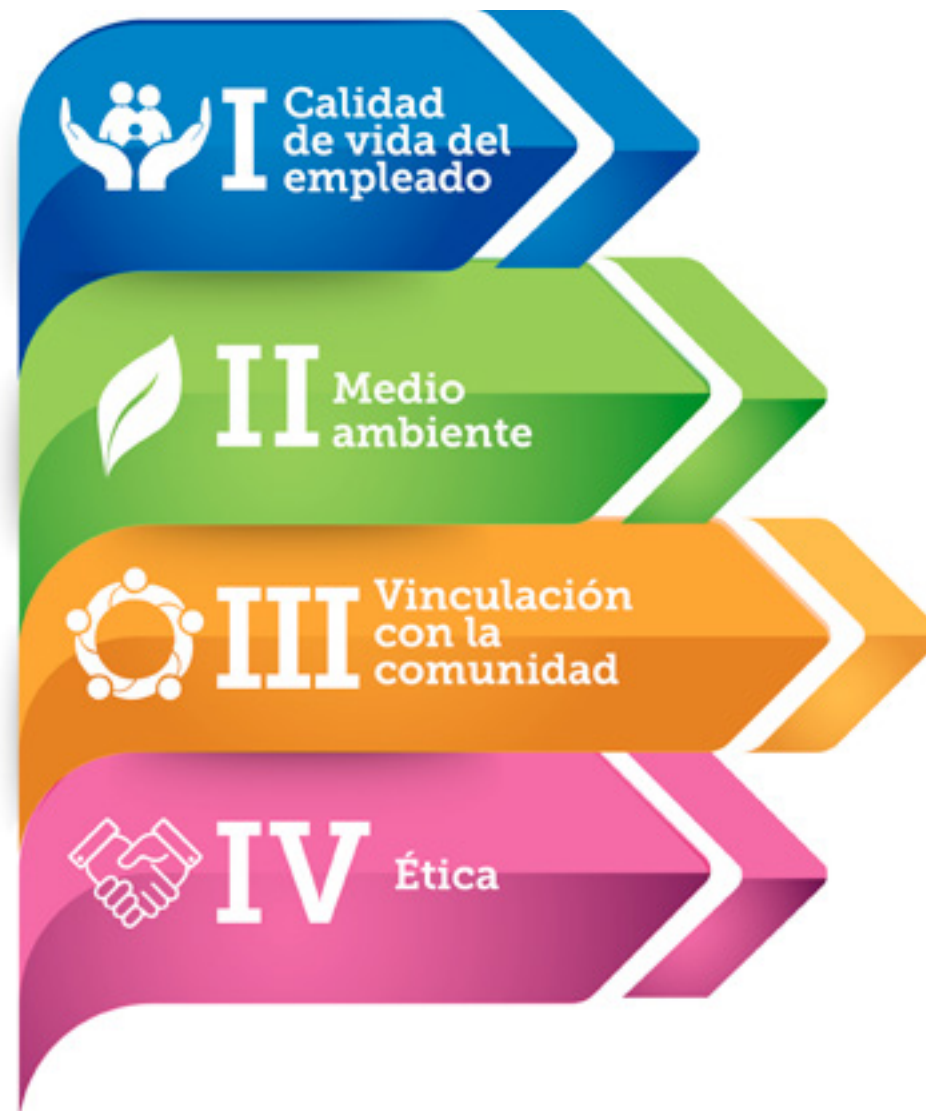 I
Calidad
de vida del
empleado
II
Medio
ambiente
III
Vinculación
con la
comunidad
IV
Ética